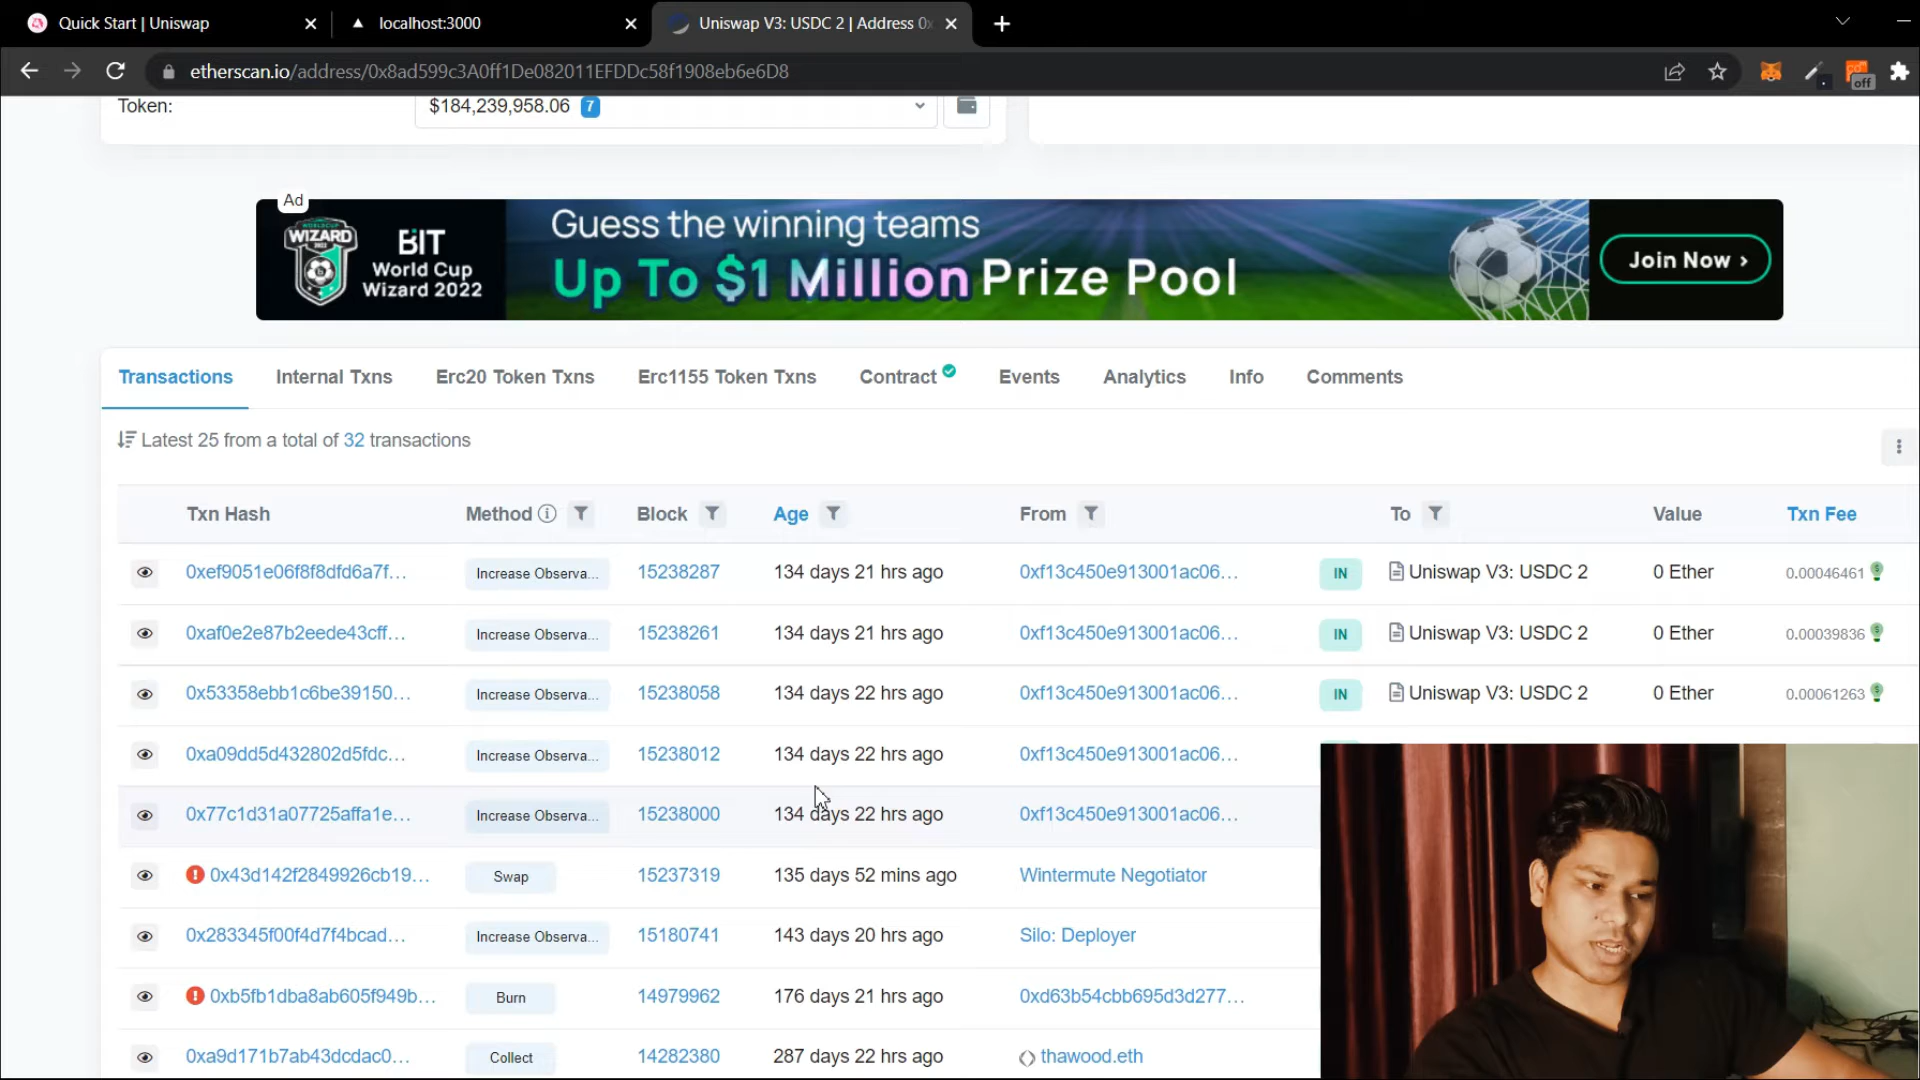 Quick Start | Uniswap
localhost:3000
Uniswap V3: USDC 2 | Address 0x
etherscan.io/address/0x8ad599c3A0ff1De082011EFDDc58f1908eb6e6D8
off
Token:
$184,239,958.06 7
Ad
WIZARD
BIT
World Cup
Wizard 2022
Guess the winning teams
Up To $1 Million Prize Pool
Join Now >
Transactions Internal Txns Erc20 Token Txns Erc1155 Token Txns Contract Events Analytics Info Comments
Latest 25 from a total of 32 transactions
Txn Hash Method Block Age From To Value Txn Fee
0xef9051e06f8f8dfd6a7f... Increase Observa... 15238287 134 days 21 hrs ago 0xf13c450e913001ac06... IN Uniswap V3: USDC 2 0 Ether 0.00046461
0xaf0e2e87b2eede43cff... Increase Observa... 15238261 134 days 21 hrs ago 0xf13c450e913001ac06... IN Uniswap V3: USDC 2 0 Ether 0.00039836
0x53358ebb1c6be39150... Increase Observa... 15238058 134 days 22 hrs ago 0xf13c450e913001ac06... IN Uniswap V3: USDC 2 0 Ether 0.00061263
0xa09dd5d432802d5fdc... Increase Observa... 15238012 134 days 22 hrs ago 0xf13c450e913001ac06...
0x77c1d31a07725affa1e... Increase Observa... 15238000 134 days 22 hrs ago 0xf13c450e913001ac06...
0x43d142f2849926cb19... Swap 15237319 135 days 52 mins ago Wintermute Negotiator
0x283345f00f4d7f4bcad... Increase Observa... 15180741 143 days 20 hrs ago Silo: Deployer
0xb5fb1dba8ab605f949b... Burn 14979962 176 days 21 hrs ago 0xd63b54cbb695d3d277...
0xa9d171b7ab43dcdac0... Collect 14282380 287 days 22 hrs ago thawood.eth